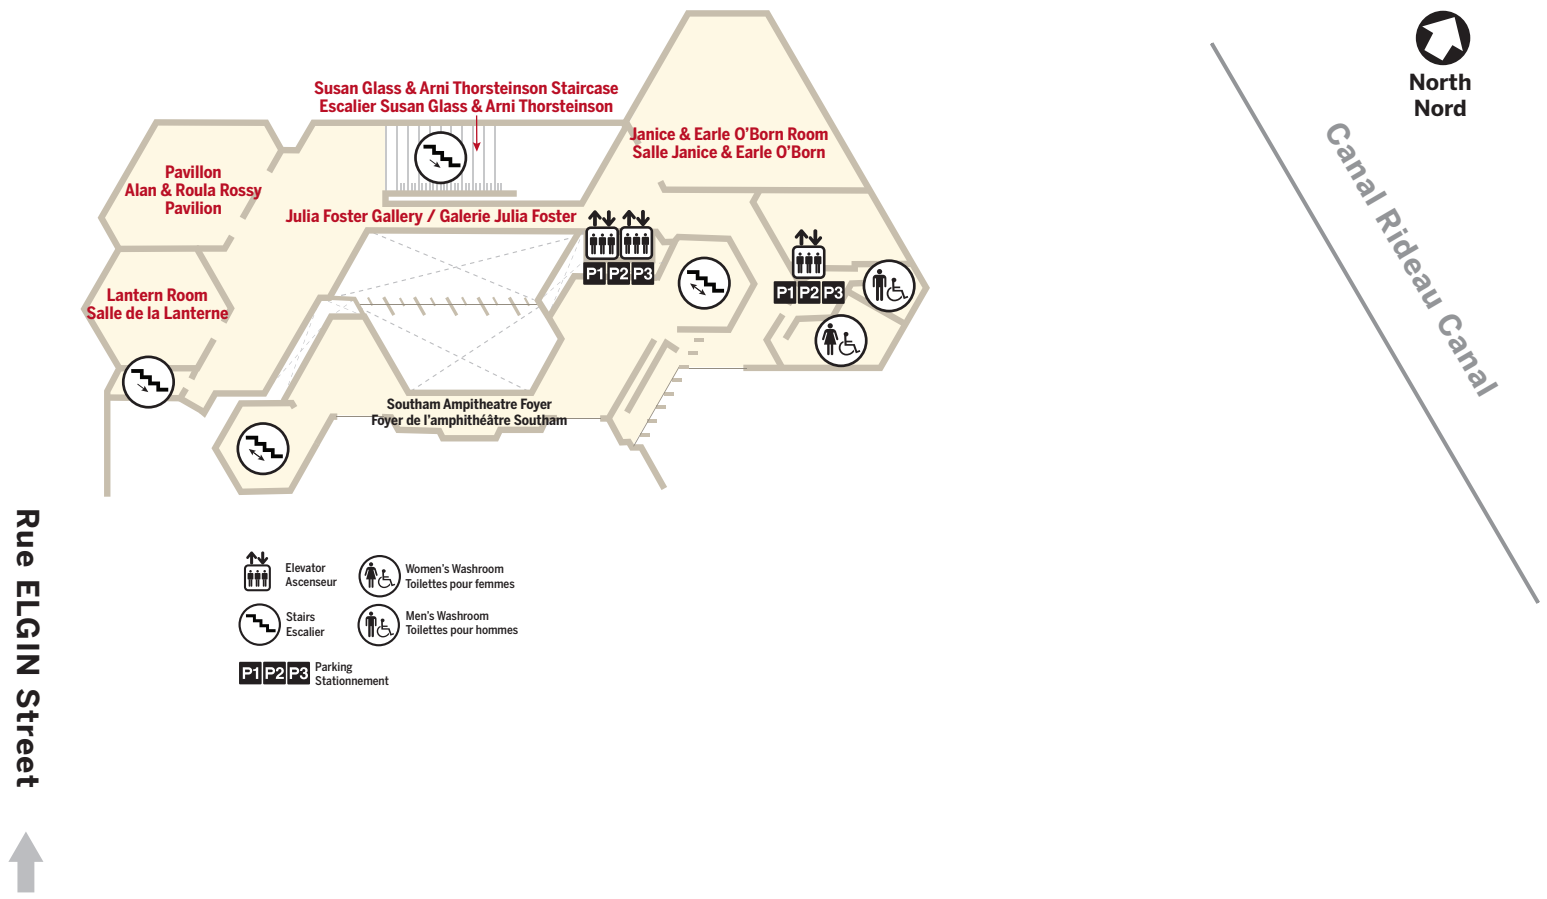 North
Nord
Susan Glass & Arni Thorsteinson Staircase
Escalier Susan Glass & Arni Thorsteinson
Janice & Earle O'Born Room
Salle Janice & Earle O'Born
Pavillon
Alan & Roula Rossy
Pavilion
Julia Foster Gallery / Galerie Julia Foster
P1 P2 P3
P1 P2 P3
Lantern Room
Salle de la Lanterne
Canal Rideau Canal
Southam Ampitheatre Foyer
Foyer de l'amphithéâtre Southam
Rue ELGIN Street
Elevator
Ascenseur
Women's Washroom
Toilettes pour femmes
Stairs
Escalier
Men's Washroom
Toilettes pour hommes
P1 P2 P3
Parking
Stationnement